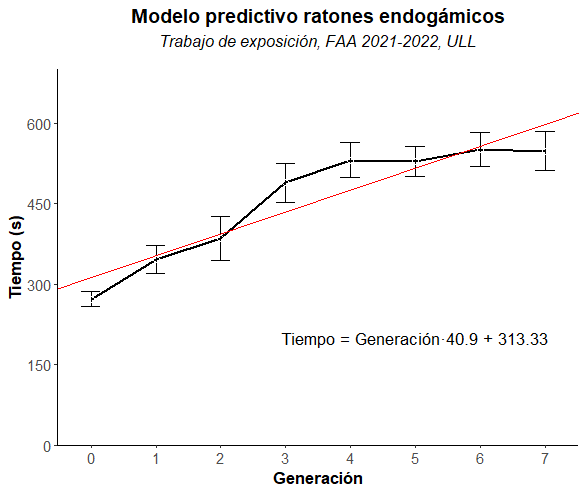 Modelo predictivo ratones endogámicos
Trabajo de exposición, FAA 2021-2022, ULL
Tiempo (s)
600
450
300
150
0
Tiempo = Generación·40.9 + 313.33
0 1 2 3 4 5 6 7
Generación